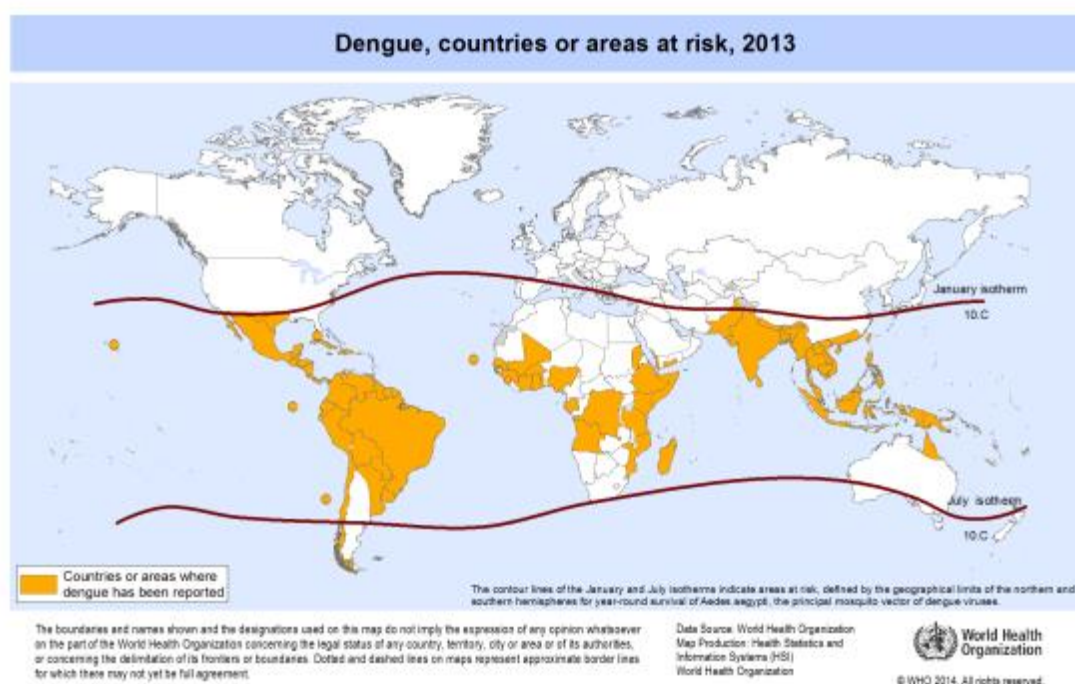 Dengue, countries or areas at risk, 2013
January isotherm
10.C
July isotherm
10.C
Countries or areas where
dengue has been reported
The contour lines of the January and July isotherms indicate areas at risk, defined by the geographical limits of the northern and
southern hemispheres for year-round survival of Aedes aegypti, the principal mosquito vector of dengue viruses.
The boundaries and names shown and the designations used on this map do not imply the expression of any opinion whatsoever
on the part of the World Health Organization concerning the legal status of any country, territory, city or area or of its authorities,
or concerning the delimitation of its frontiers or boundaries. Dotted and dashed lines on maps represent approximate border lines
for which there may not yet be full agreement.
Data Source: World Health Organization
Map Production: Health Statistics and
Information Systems (HSI)
World Health Organization
World Health
Organization
© WHO 2014. All rights reserved.